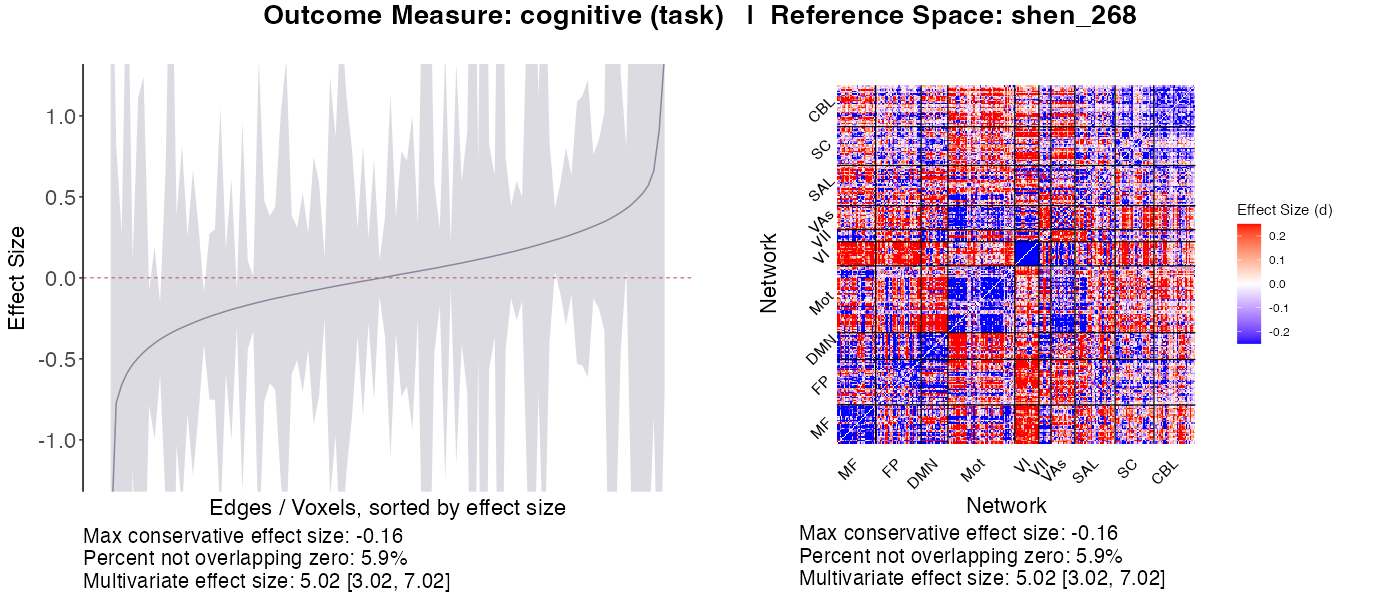 Outcome Measure: cognitive (task) | Reference Space: shen_268
Effect Size
1.0
0.5
0.0
-0.5
-1.0
Edges / Voxels, sorted by effect size
Max conservative effect size: -0.16
Percent not overlapping zero: 5.9%
Multivariate effect size: 5.02 [3.02, 7.02]
Network
CBL
SC
SAL
VAs
VII
VI
Mot
DMN
FP
MF
MF
FP
DMN
Mot
VI
VII
VAs
SAL
SC
CBL
Network
Effect Size (d)
0.2
0.1
0.0
-0.1
-0.2
Max conservative effect size: -0.16
Percent not overlapping zero: 5.9%
Multivariate effect size: 5.02 [3.02, 7.02]